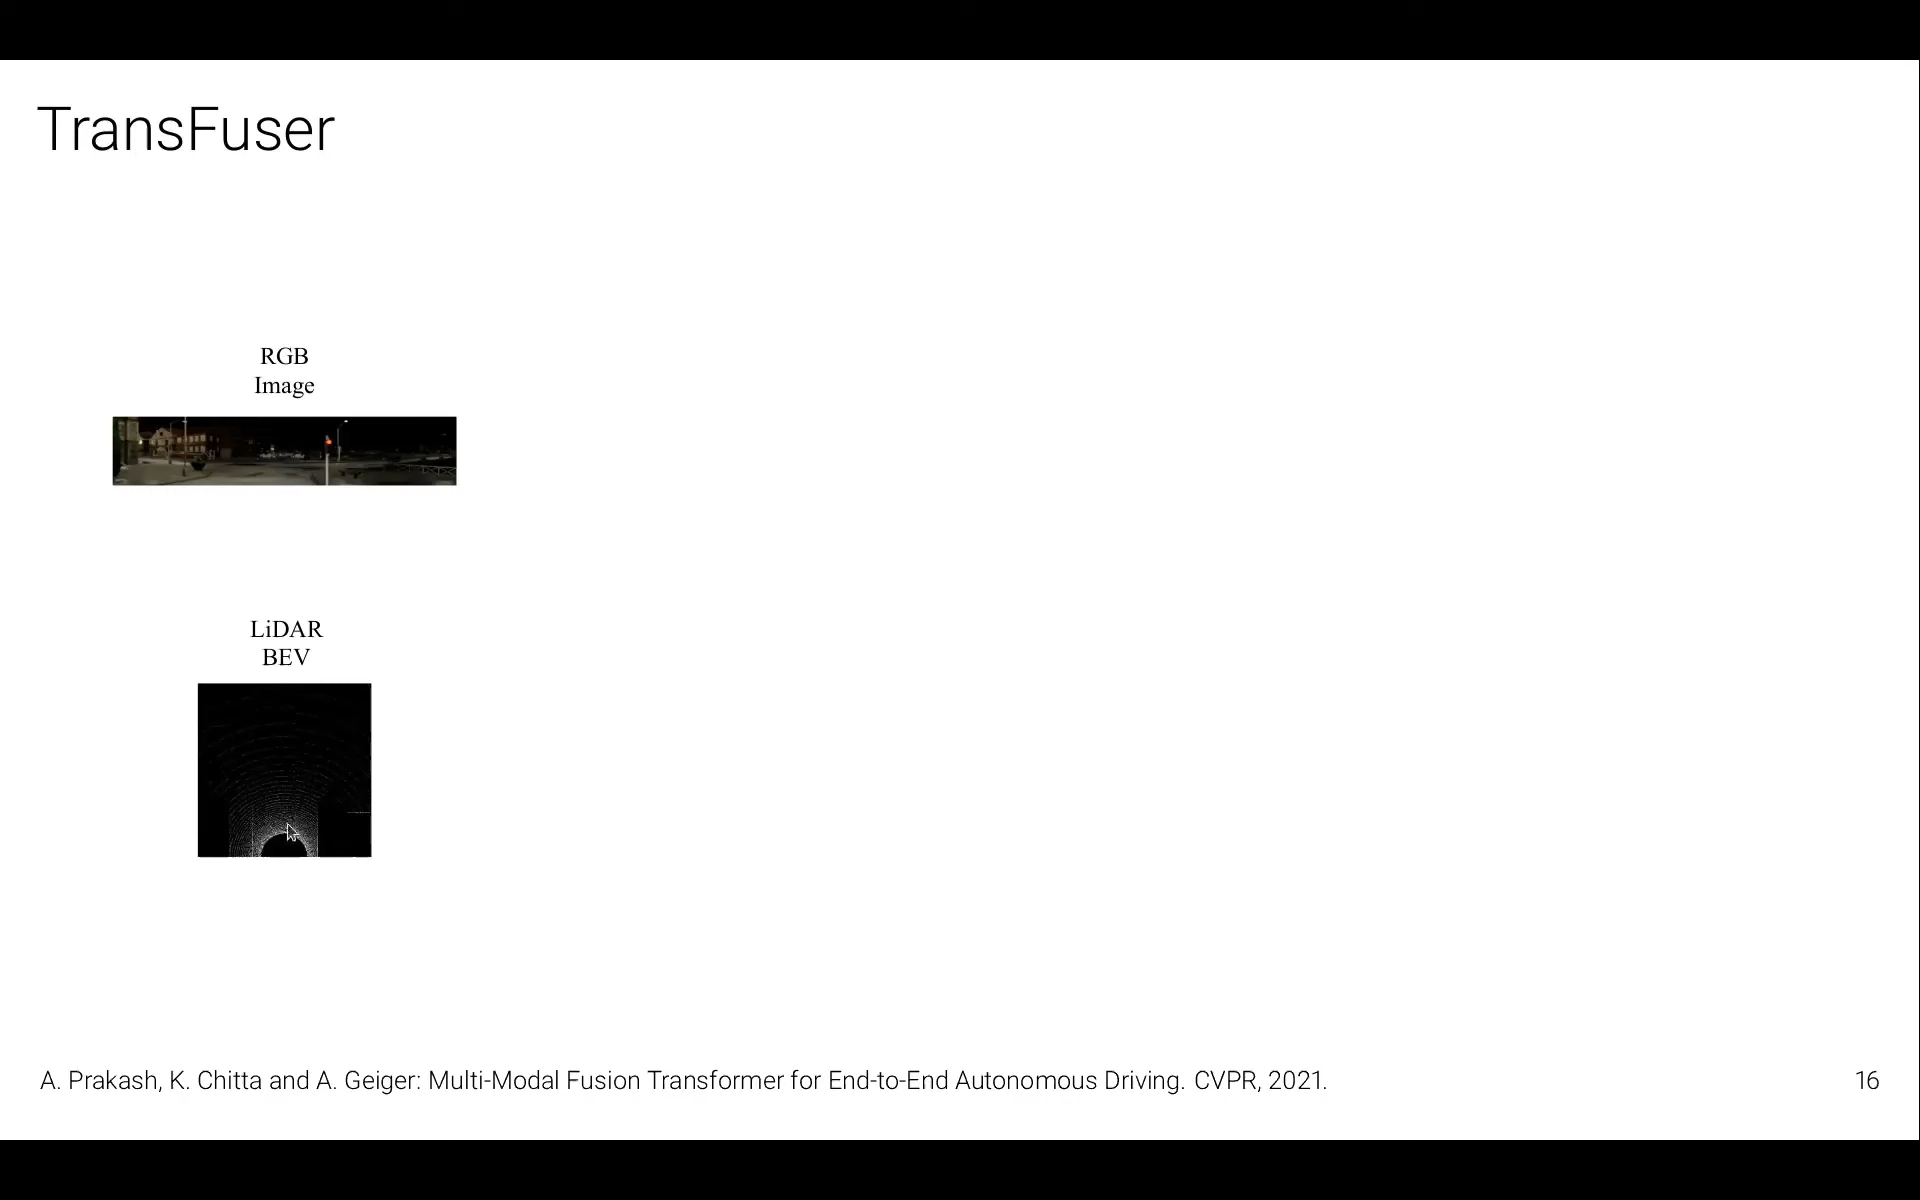 TransFuser
RGB
Image
LiDAR
BEV
A. Prakash, K. Chitta and A. Geiger: Multi-Modal Fusion Transformer for End-to-End Autonomous Driving. CVPR, 2021.
16